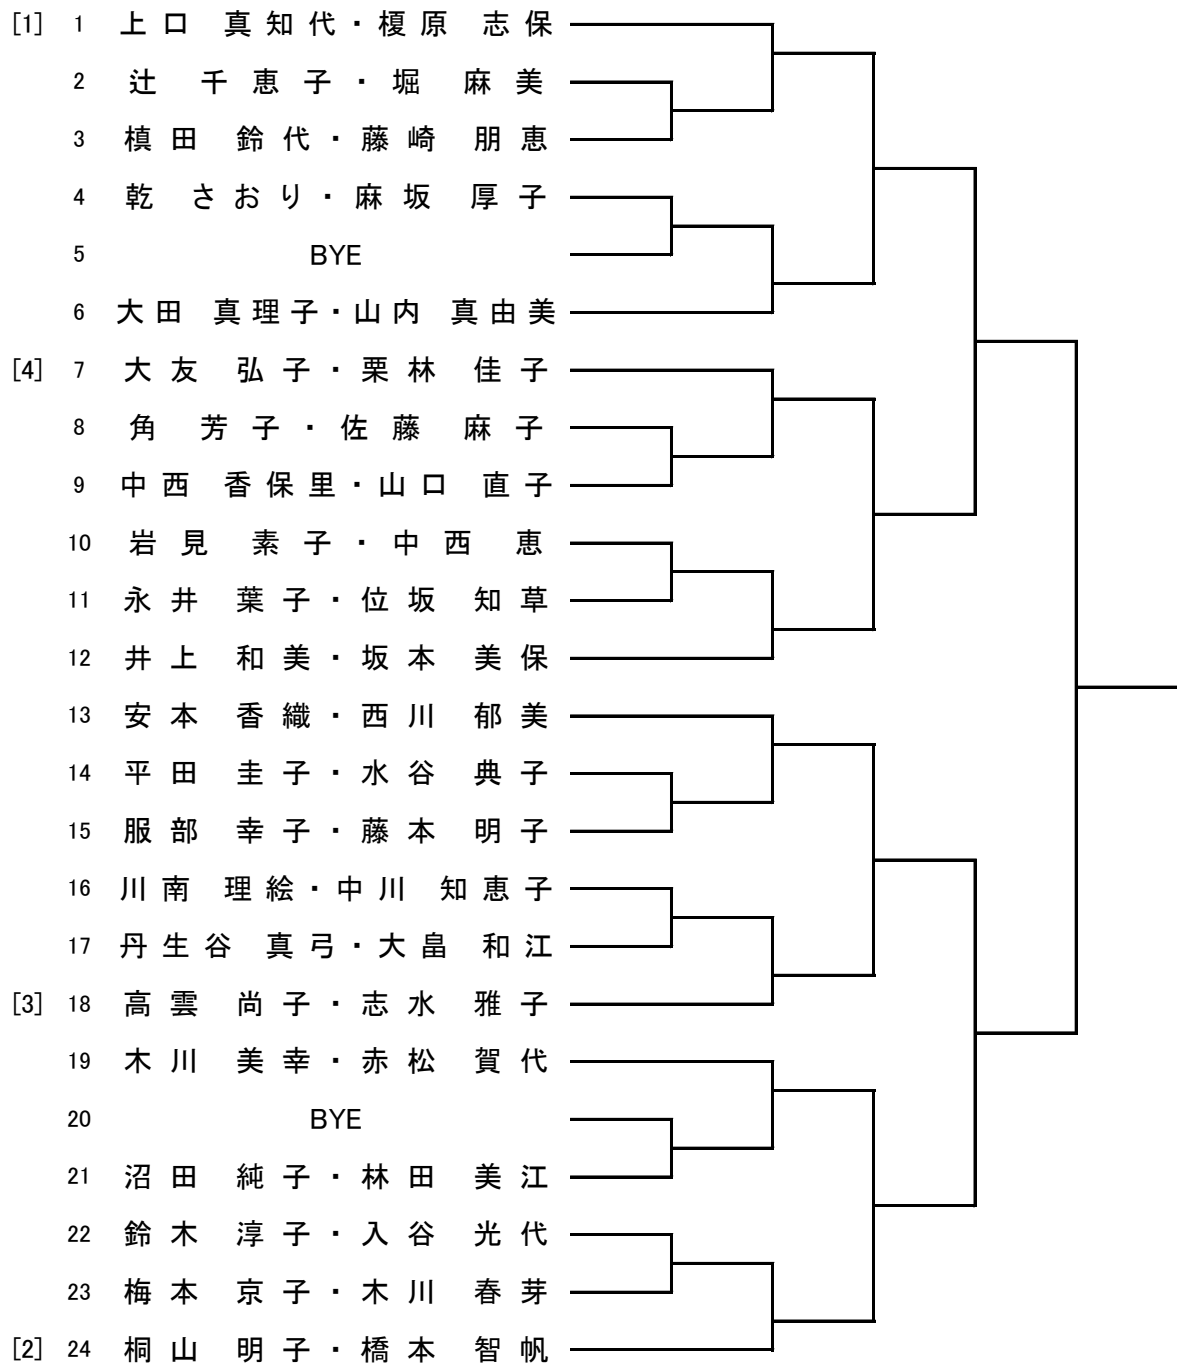 [1] 1 上口 真知代・榎原 志保
2 辻 千恵子・堀 麻美
3 槙田 鈴代・藤崎 朋恵
4 乾 さおり・麻坂 厚子
5 BYE
6 大田 真理子・山内 真由美
[4] 7 大友 弘子・栗林 佳子
8 角 芳子・佐藤 麻子
9 中西 香保里・山口 直子
10 岩見 素子・中西 恵
11 永井 葉子・位坂 知草
12 井上 和美・坂本 美保
13 安本 香織・西川 郁美
14 平田 圭子・水谷 典子
15 服部 幸子・藤本 明子
16 川南 理絵・中川 知恵子
17 丹生谷 真弓・大畠 和江
[3] 18 高雲 尚子・志水 雅子
19 木川 美幸・赤松 賀代
20 BYE
21 沼田 純子・林田 美江
22 鈴木 淳子・入谷 光代
23 梅本 京子・木川 春芽
[2] 24 桐山 明子・橋本 智帆